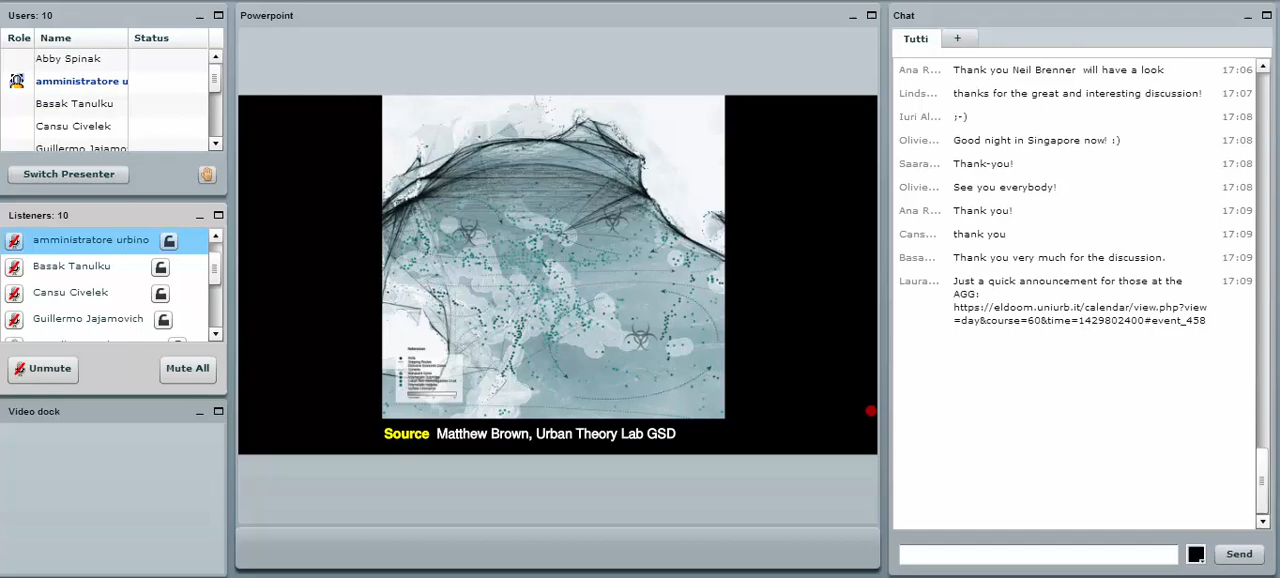 Users: 10
Role Name Status
Abby Spinak
amministratore u
Basak Tanulku
Cansu Civelek
Guillermo Jajamo
Switch Presenter
Listeners: 10
amministratore urbino
Basak Tanulku
Cansu Civelek
Guillermo Jajamovich
Unmute Mute All
Video dock
Powerpoint
Source Matthew Brown, Urban Theory Lab GSD
Chat
Tutti +
Ana R... Thank you Neil Brenner will have a look 17:06
Linds... thanks for the great and interesting discussion! 17:07
Iuri Al... ;-) 17:08
Olivie... Good night in Singapore now! :) 17:08
Saara... Thank-you! 17:08
Olivie... See you everybody! 17:08
Ana R... Thank you! 17:09
Cans... thank you 17:09
Basa... Thank you very much for the discussion. 17:09
Laura... Just a quick announcement for those at the 17:09
AGG:
https://eldoom.uniurb.it/calendar/view.php?view
=day&course=60&time=1429802400#event_458
Send